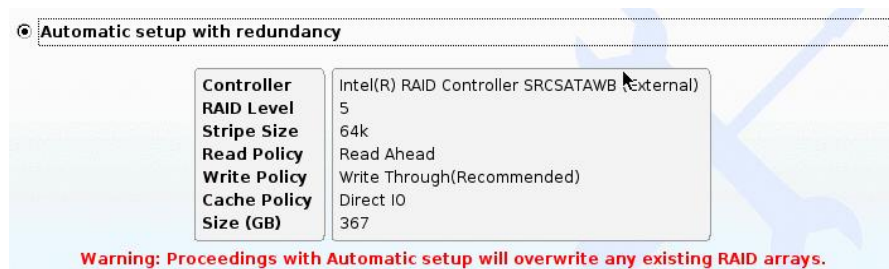 Automatic setup with redundancy
Controller Intel(R) RAID Controller SRCSATAWB (External)
RAID Level 5
Stripe Size 64k
Read Policy Read Ahead
Write Policy Write Through(Recommended)
Cache Policy Direct IO
Size (GB) 367
Warning: Proceedings with Automatic setup will overwrite any existing RAID arrays.